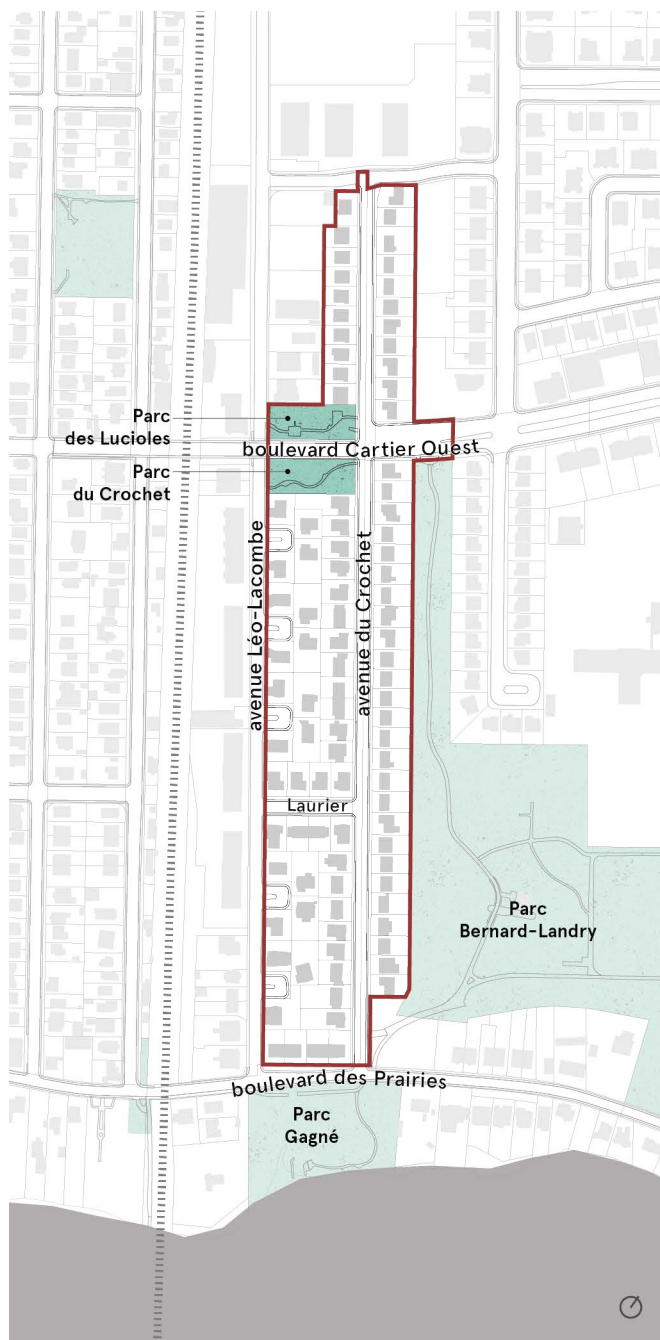 Parc
des Lucioles
boulevard Cartier Ouest
Parc
du Crochet
avenue Léo-Lacombe
avenue du Crochet
Laurier
Parc
Bernard-Landry
boulevard des Prairies
Parc
Gagné